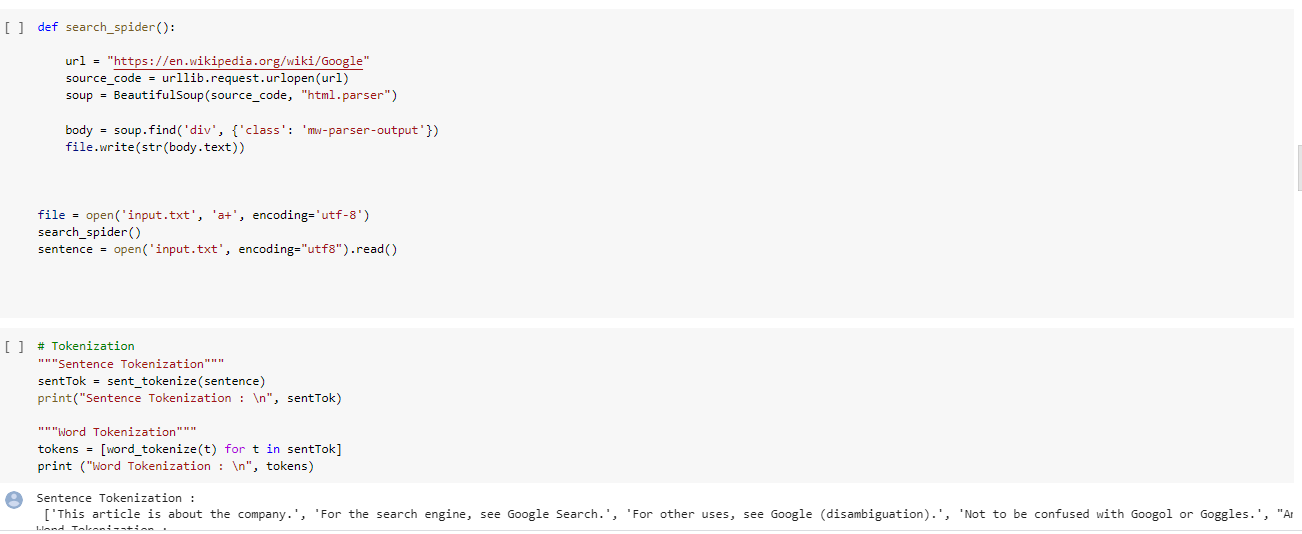 [ ] def search_spider():
url = "https://en.wikipedia.org/wiki/Google"
source_code = urllib.request.urlopen(url)
soup = BeautifulSoup(source_code, "html.parser")
body = soup.find('div', {'class': 'mw-parser-output'})
file.write(str(body.text))
file = open('input.txt', 'a+', encoding='utf-8')
search_spider()
sentence = open('input.txt', encoding="utf8").read()
[ ] # Tokenization
"""Sentence Tokenization"""
sentTok = sent_tokenize(sentence)
print("Sentence Tokenization : \n", sentTok)
"""Word Tokenization"""
tokens = [word_tokenize(t) for t in sentTok]
print ("Word Tokenization : \n", tokens)
Sentence Tokenization :
['This article is about the company.', 'For the search engine, see Google Search.', 'For other uses, see Google (disambiguation).', 'Not to be confused with Googol or Goggles.', "
Word Tokenization :